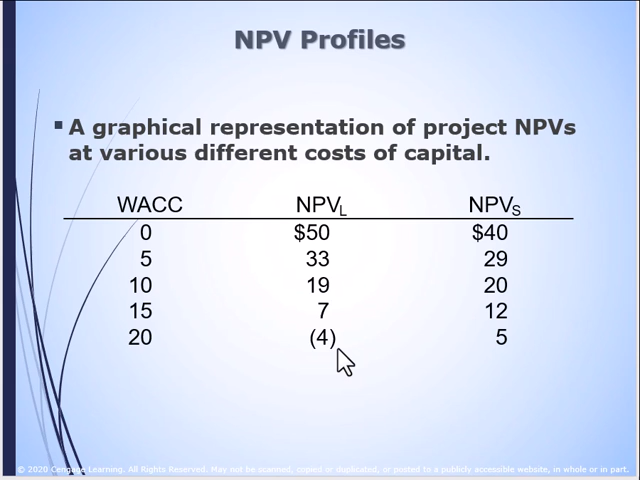 NPV Profiles
▪ A graphical representation of project NPVs
at various different costs of capital.
WACC NPVL NPVS
0 $50 $40
5 33 29
10 19 20
15 7 12
20 (4) 5
© 2020 Cengage Learning. All Rights Reserved. May not be scanned, copied or duplicated, or posted to a publicly accessible website, in whole or in part.